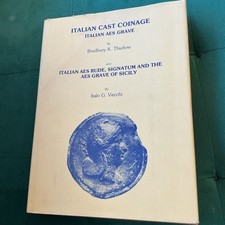 ITALIAN CAST COINAGE
ITALIAN AES GRAVE
by
Bradbury K. Thurlow
and
ITALIAN AES RUDE, SIGNATUM AND THE
AES GRAVE OF SICILY
By
Italo G. Vecchi